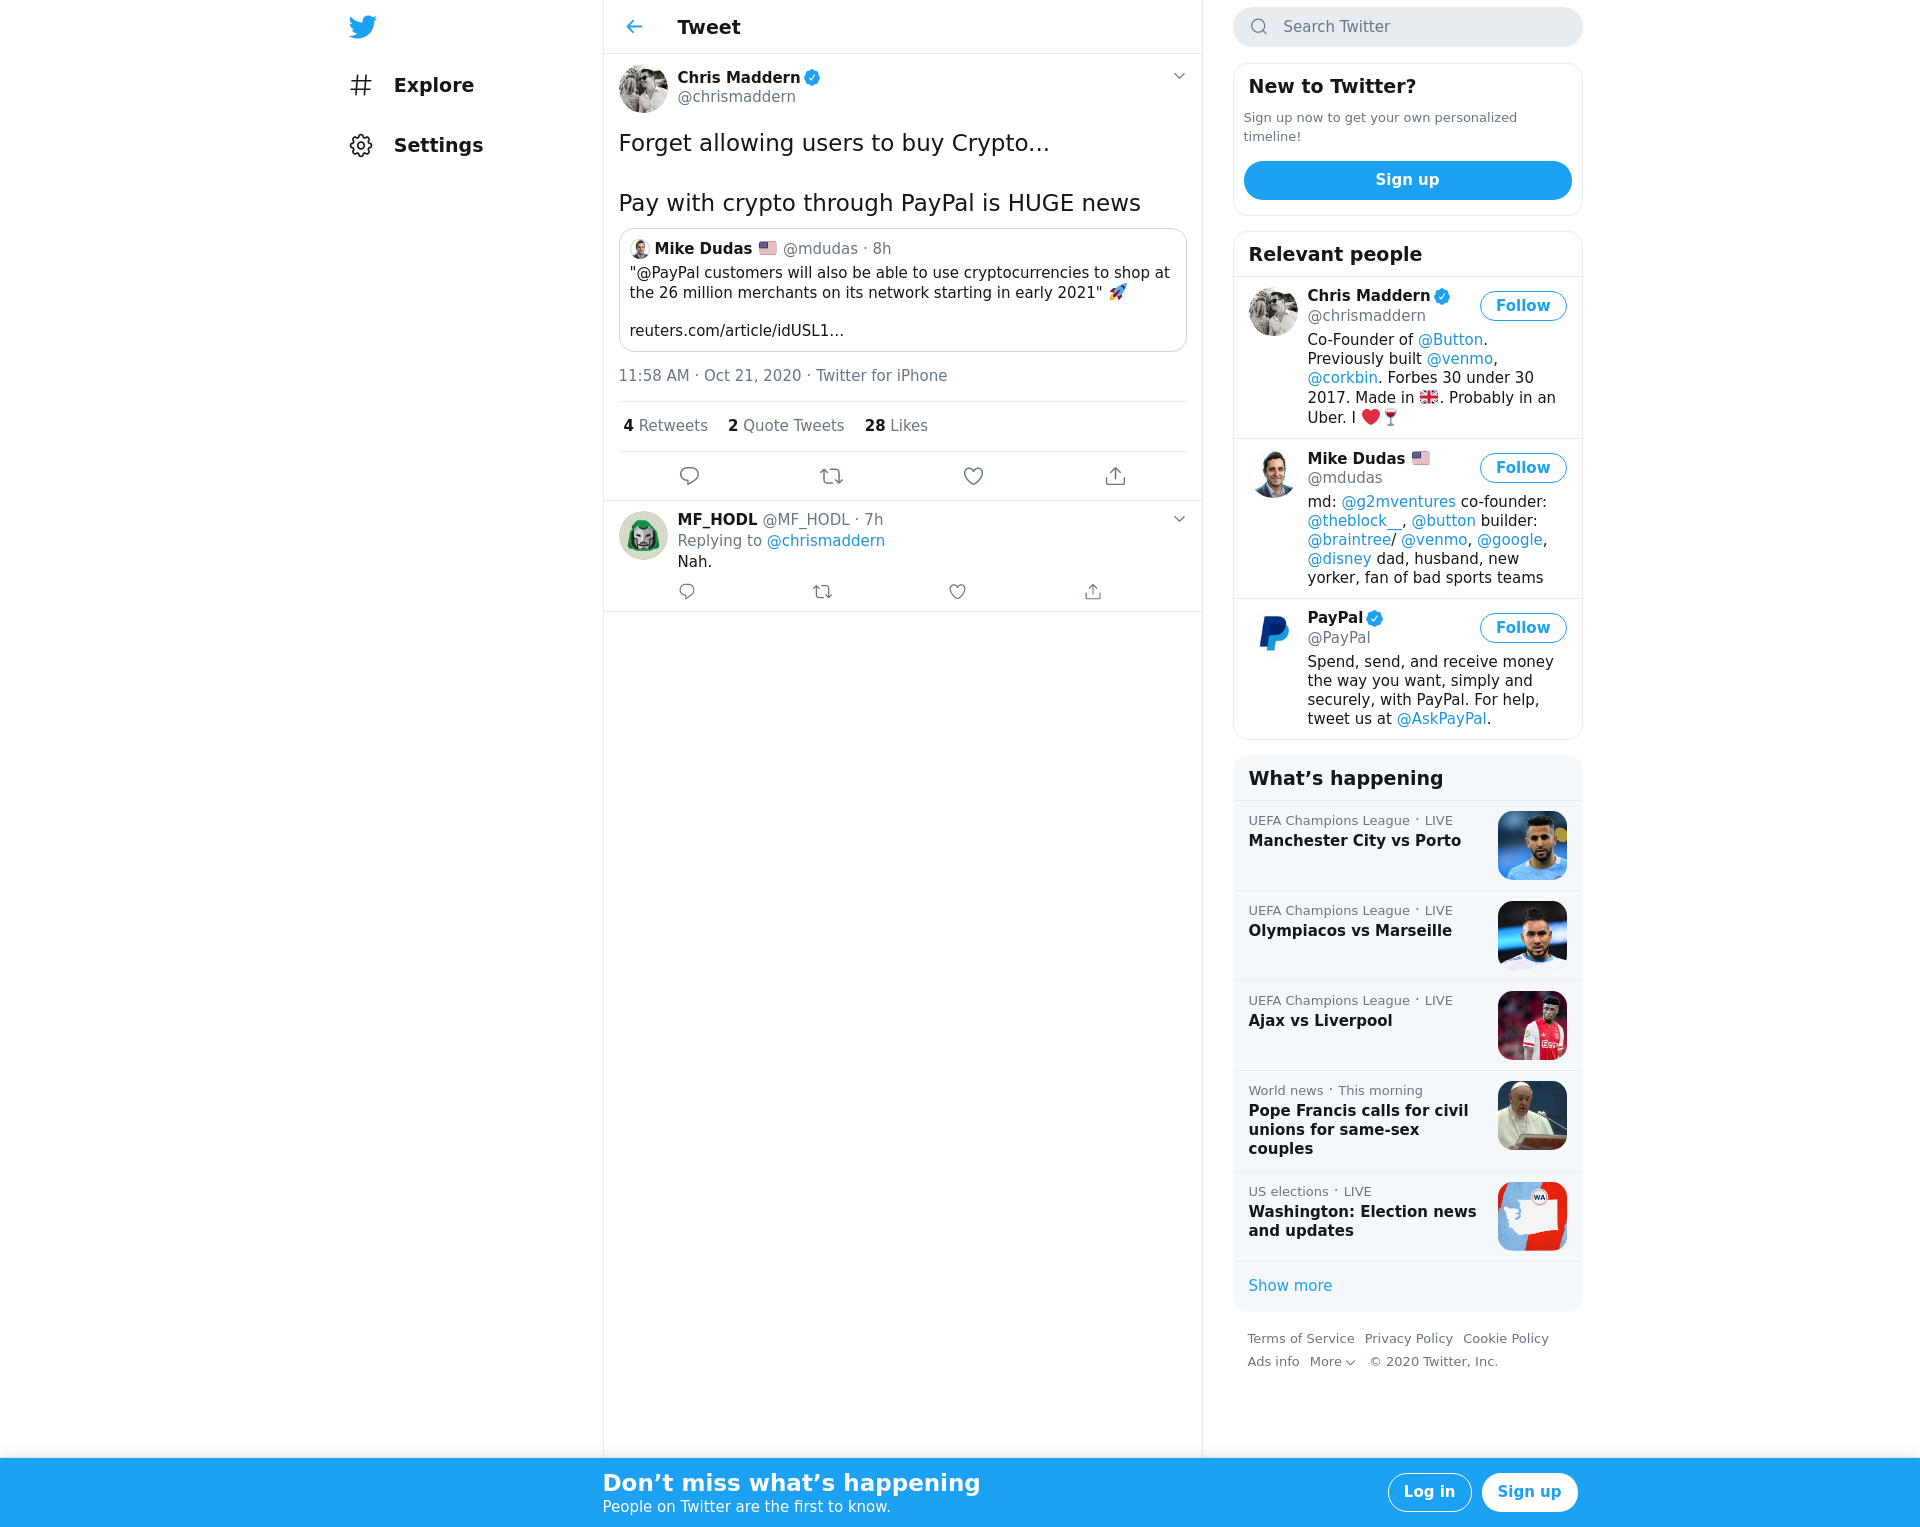 Explore
Settings
Tweet
Chris Maddern
@chrismaddern
Forget allowing users to buy Crypto...
Pay with crypto through PayPal is HUGE news
Mike Dudas 🇺🇸 @mdudas · 8h
"@PayPal customers will also be able to use cryptocurrencies to shop at
the 26 million merchants on its network starting in early 2021" 🚀
reuters.com/article/idUSL1…
11:58 AM · Oct 21, 2020 · Twitter for iPhone
4 Retweets 2 Quote Tweets 28 Likes
MF_HODL @MF_HODL · 7h
Replying to @chrismaddern
Nah.
Search Twitter
New to Twitter?
Sign up now to get your own personalized
timeline!
Sign up
Relevant people
Chris Maddern
@chrismaddern
Follow
Co-Founder of @Button.
Previously built @venmo,
@corkbin. Forbes 30 under 30
2017. Made in 🇬🇧. Probably in an
Uber. I ❤️🍷
Mike Dudas 🇺🇸
@mdudas
Follow
md: @g2mventures co-founder:
@theblock__, @button builder:
@braintree/ @venmo, @google,
@disney dad, husband, new
yorker, fan of bad sports teams
PayPal
@PayPal
Follow
Spend, send, and receive money
the way you want, simply and
securely, with PayPal. For help,
tweet us at @AskPayPal.
What’s happening
UEFA Champions League · LIVE
Manchester City vs Porto
UEFA Champions League · LIVE
Olympiacos vs Marseille
UEFA Champions League · LIVE
Ajax vs Liverpool
World news · This morning
Pope Francis calls for civil
unions for same-sex
couples
US elections · LIVE
Washington: Election news
and updates
WA
Show more
Terms of Service Privacy Policy Cookie Policy
Ads info More © 2020 Twitter, Inc.
Don’t miss what’s happening
People on Twitter are the first to know.
Log in
Sign up